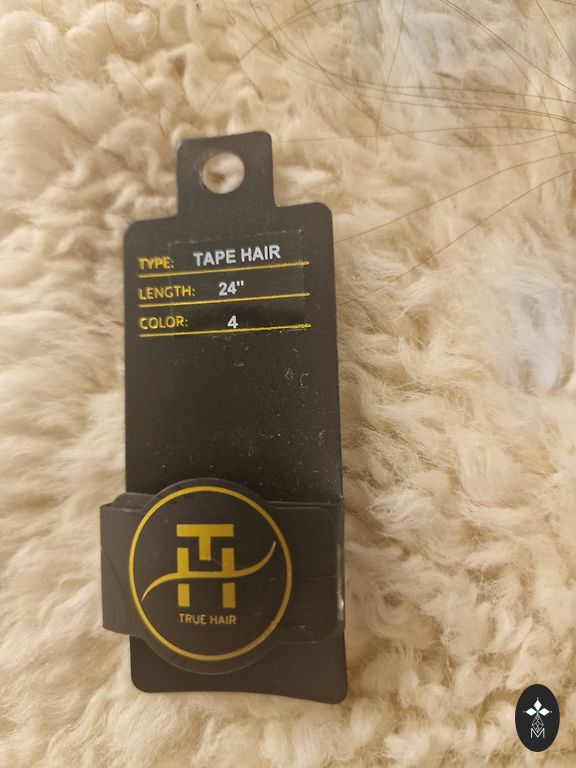 TYPE: TAPE HAIR
LENGTH: 24"
COLOR: 4
TH
TRUE HAIR
M